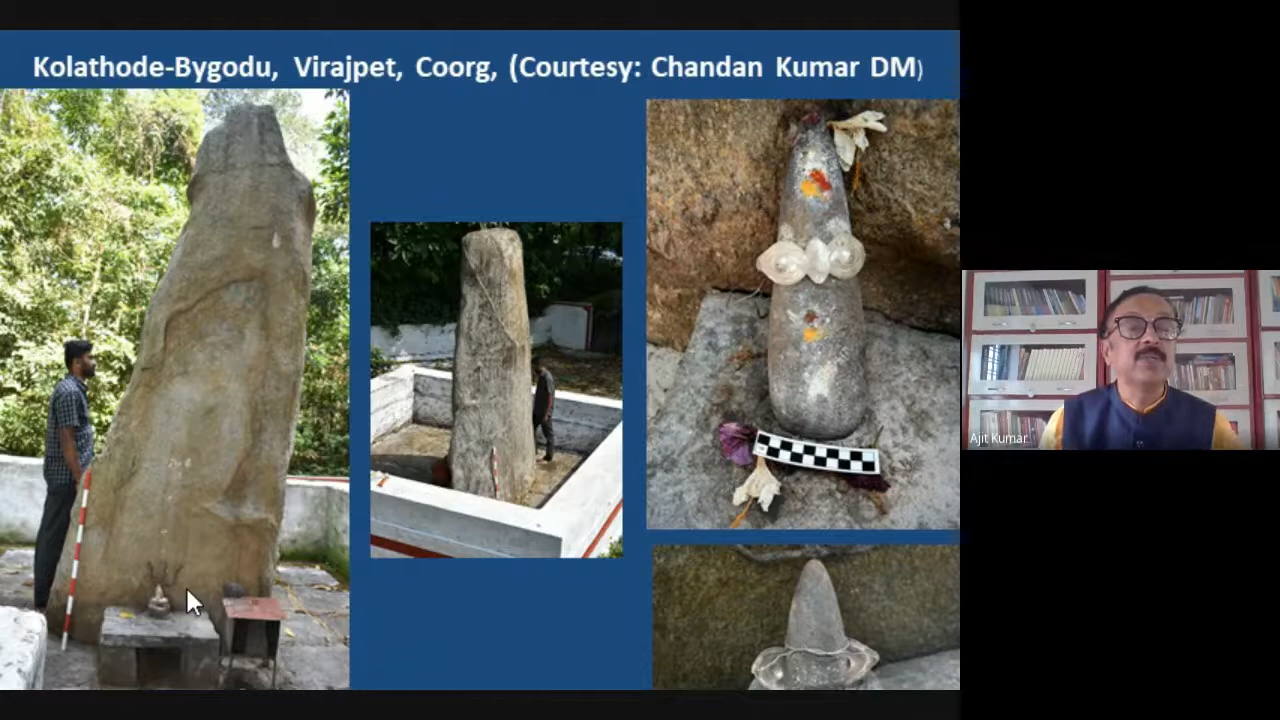 Kolathode-Bygodu, Virajpet, Coorg, (Courtesy: Chandan Kumar DM)
Ajit Kumar